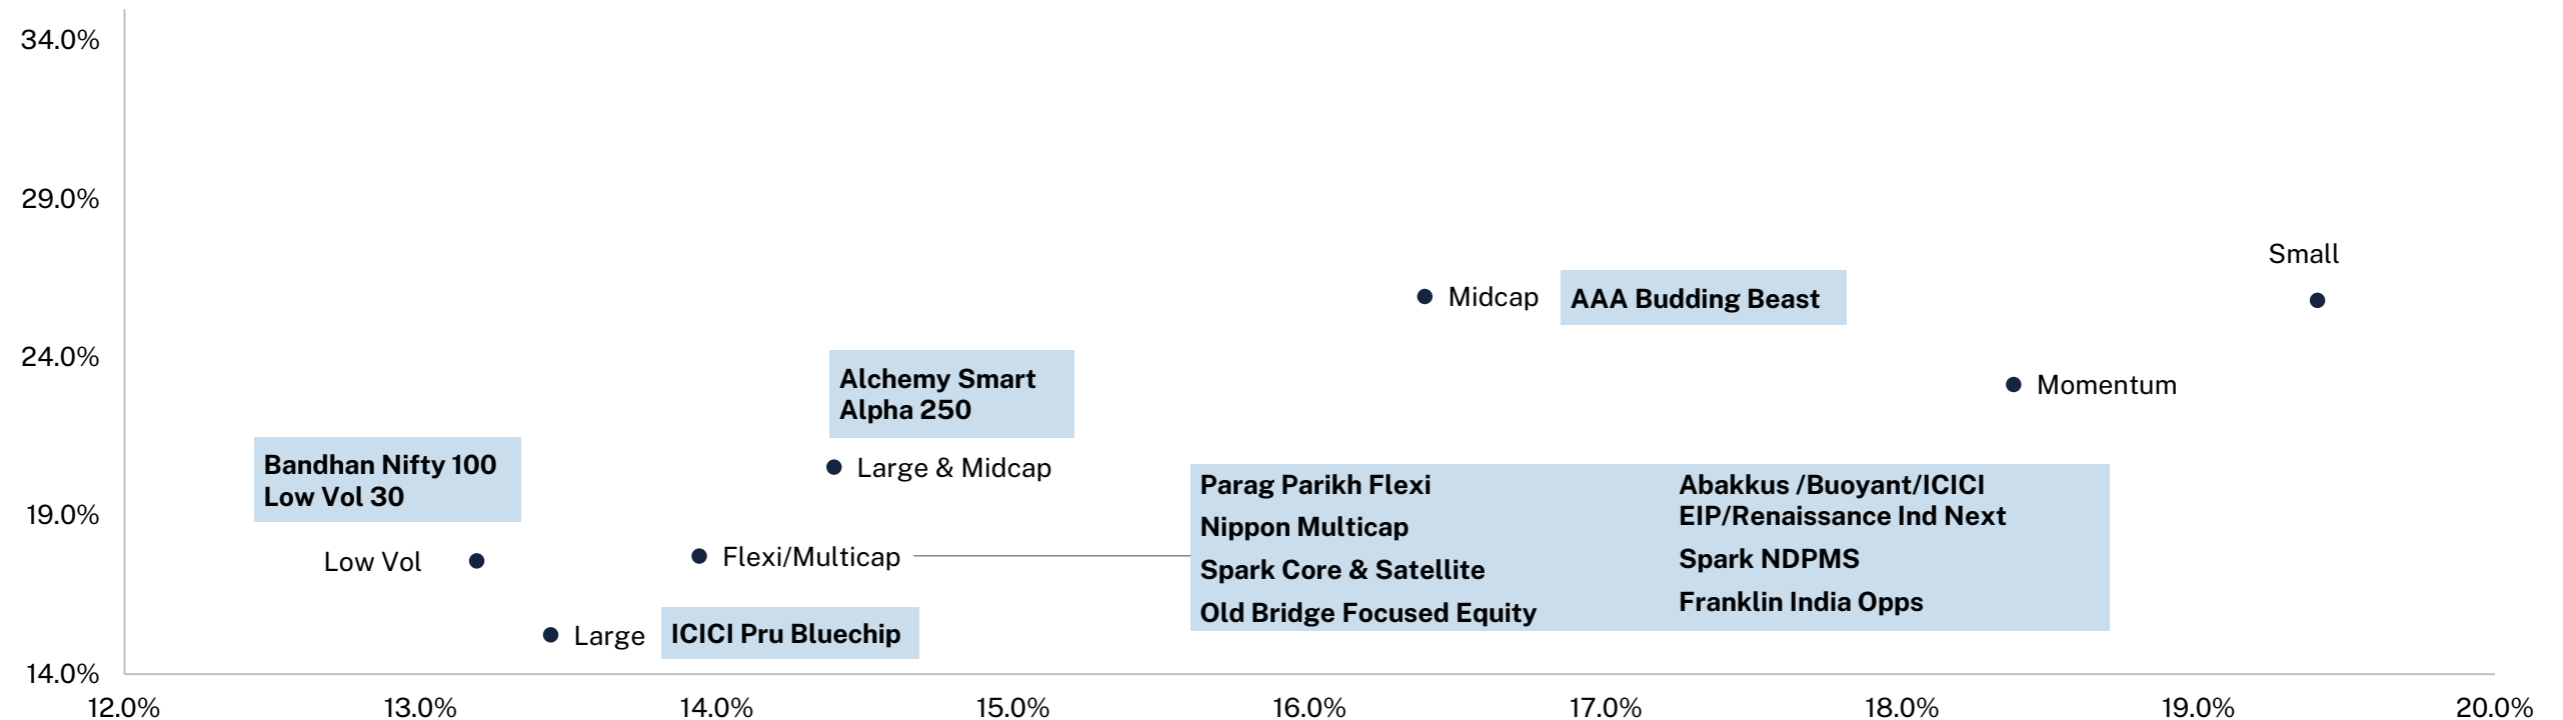 34.0%
29.0%
24.0%
19.0%
14.0%
Small
Midcap
AAA Budding Beast
Momentum
Alchemy Smart
Alpha 250
Large & Midcap
Bandhan Nifty 100
Low Vol 30
Low Vol
Flexi/Multicap
Parag Parikh Flexi
Nippon Multicap
Spark Core & Satellite
Old Bridge Focused Equity
Abakkus /Buoyant/ICICI
EIP/Renaissance Ind Next
Spark NDPMS
Franklin India Opps
Large
ICICI Pru Bluechip
12.0% 13.0% 14.0% 15.0% 16.0% 17.0% 18.0% 19.0% 20.0%